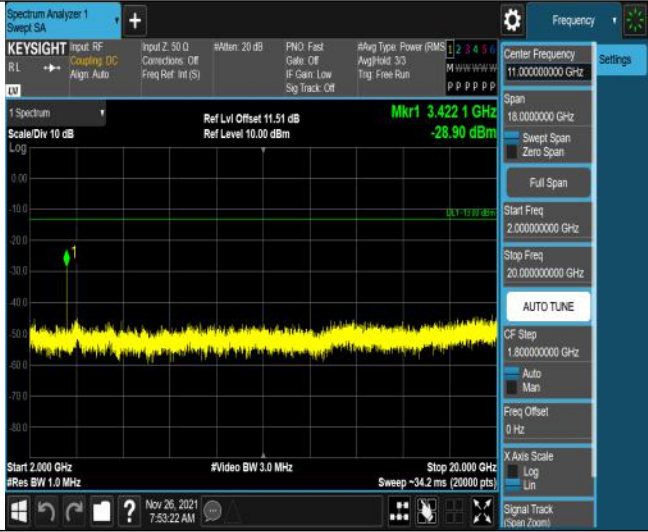 Spectrum Analyzer 1
Swept SA
+
Frequency
KEYSIGHT
RL
Input: RF
Coupling: DC
Align: Auto
Input Z: 50 Ω
Corrections: Off
Freq Ref: Int (S)
#Atten: 20 dB
PNO: Fast
Gate: Off
IF Gain: Low
Sig Track: Off
#Avg Type: Power (RMS
Avg|Hold: 3/3
Trig: Free Run
1 2 3 4 5 6
M W W W W W
P P P P P P
LVI
1 Spectrum
Scale/Div 10 dB
Log
Ref Lvl Offset 11.51 dB
Ref Level 10.00 dBm
Mkr1 3.422 1 GHz
-28.90 dBm
0.00
-10.0
DL1 -13.00 dBm
-20.0
1
-30.0
-40.0
-50.0
-60.0
-70.0
-80.0
Start 2.000 GHz
#Res BW 1.0 MHz
#Video BW 3.0 MHz
Stop 20.000 GHz
Sweep ~34.2 ms (20000 pts)
Nov 26, 2021
7:53:22 AM
?
Center Frequency
11.000000000 GHz
Settings
Span
18.0000000 GHz
Swept Span
Zero Span
Full Span
Start Freq
2.000000000 GHz
Stop Freq
20.000000000 GHz
AUTO TUNE
CF Step
1.800000000 GHz
Auto
Man
Freq Offset
0 Hz
X Axis Scale
Log
Lin
Signal Track
(Span Zoom)